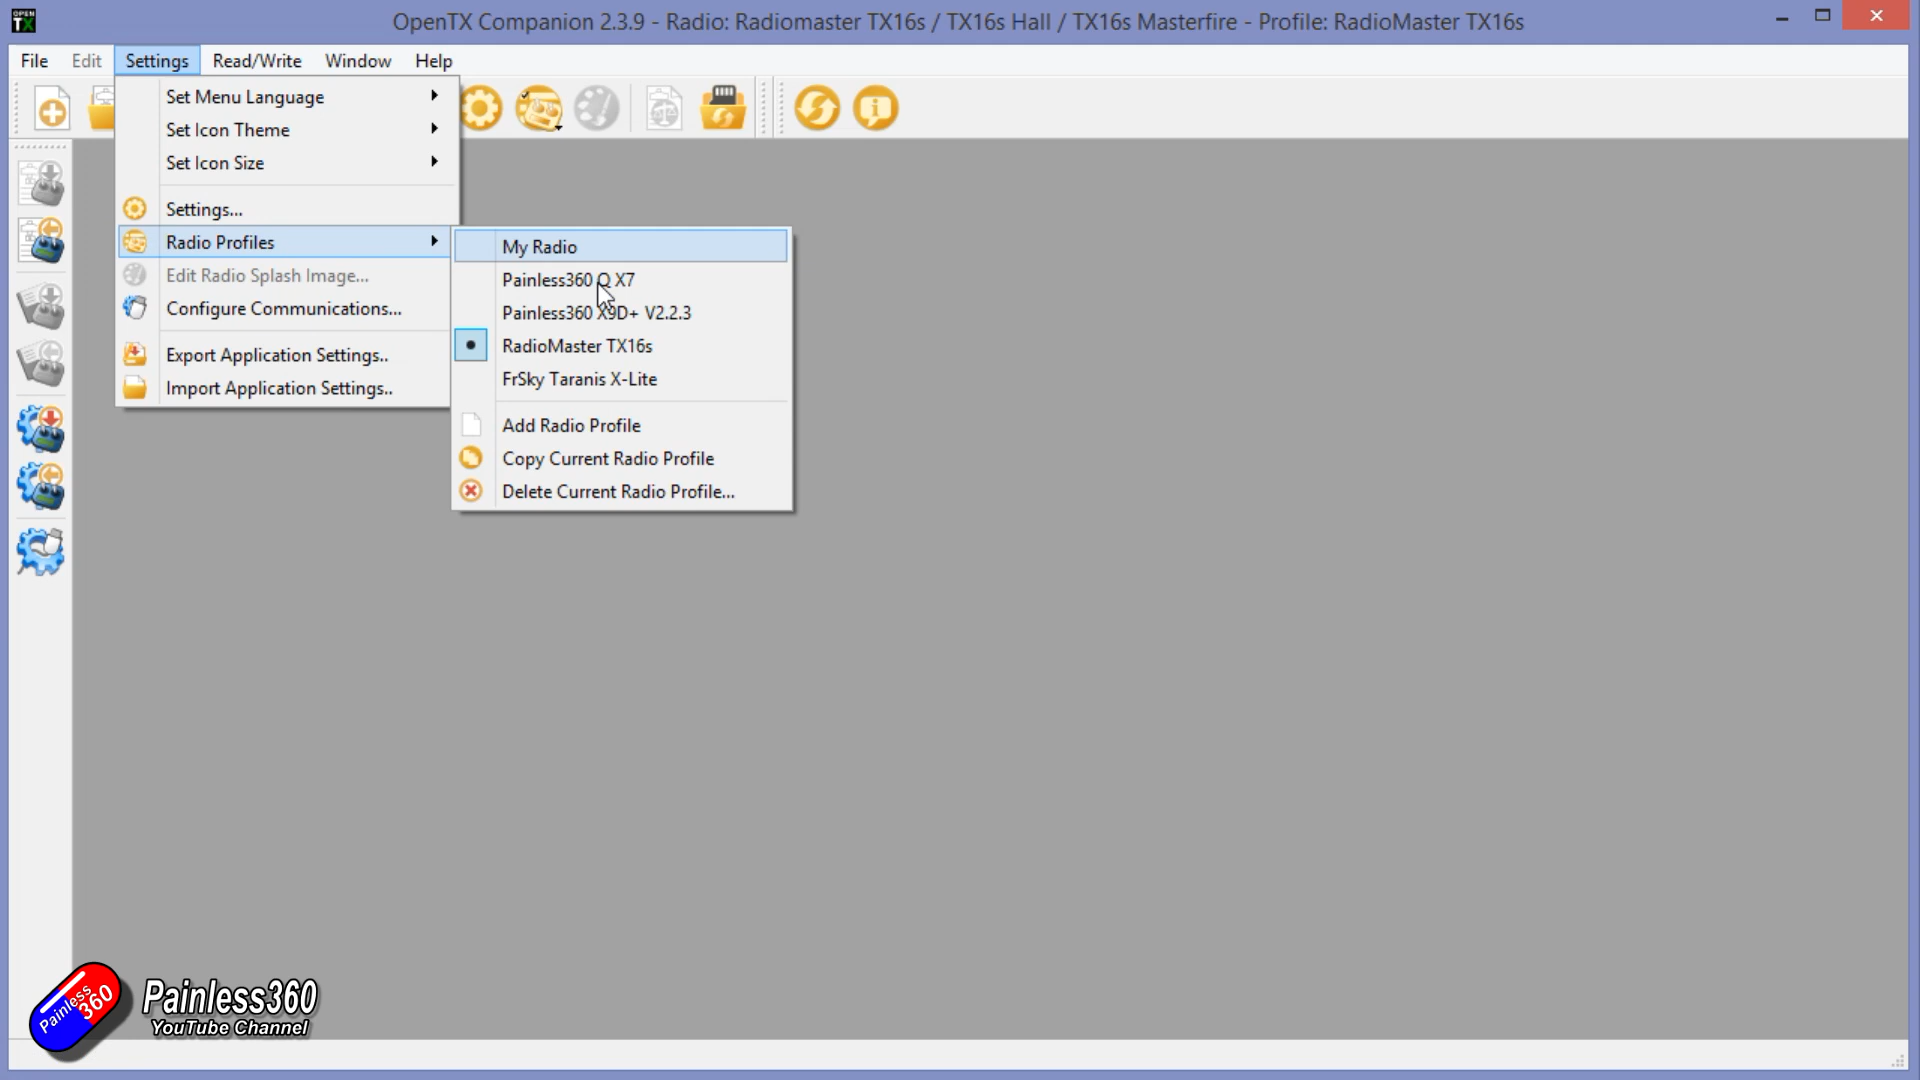 OPEN
TX
OpenTX Companion 2.3.9 - Radio: Radiomaster TX16s / TX16s Hall / TX16s Masterfire - Profile: RadioMaster TX16s
File Edit Settings Read/Write Window Help
Set Menu Language
Set Icon Theme
Set Icon Size
Settings...
Radio Profiles
Edit Radio Splash Image...
Configure Communications...
Export Application Settings..
Import Application Settings..
My Radio
Painless360 Q X7
Painless360 X9D+ V2.2.3
RadioMaster TX16s
FrSky Taranis X-Lite
Add Radio Profile
Copy Current Radio Profile
Delete Current Radio Profile...
Painless
360
Painless360
YouTube Channel